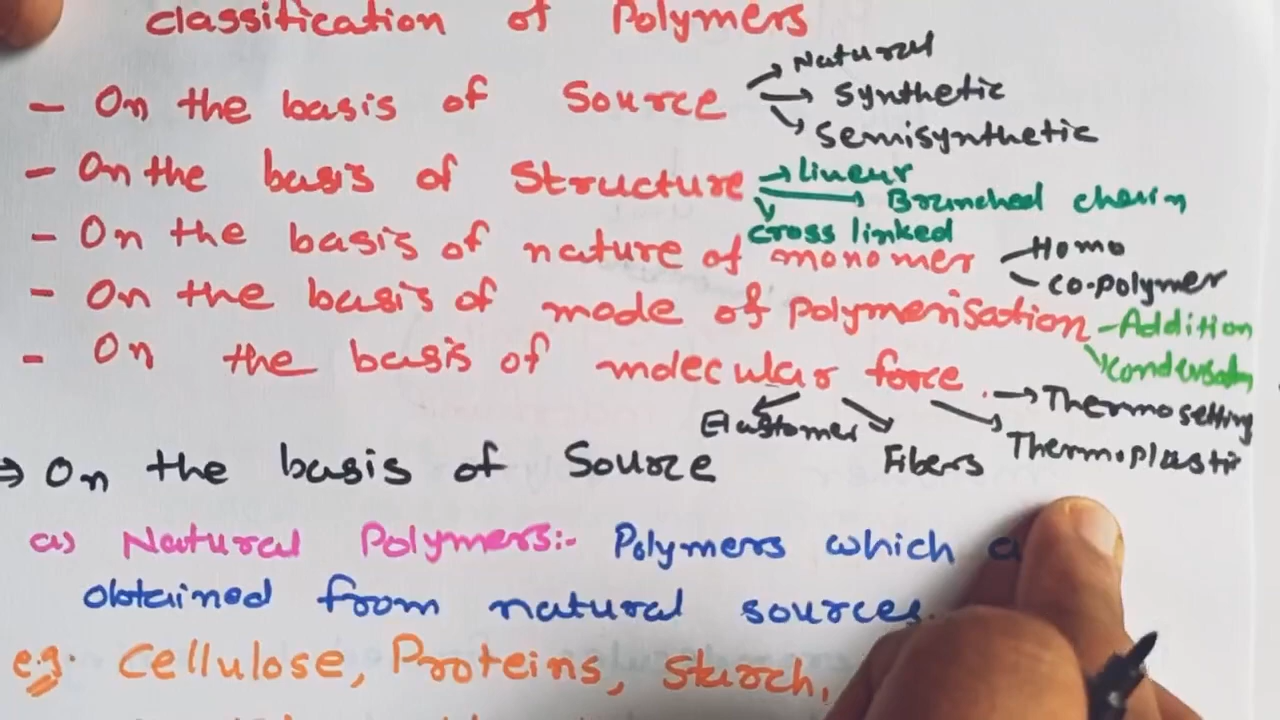 classification of Polymers
- On the basis of Source → Natural
→ Synthetic
→ Semisynthetic
- On the basis of Structure → Linear
→ Branched chain
cross linked
- On the basis of nature of monomer - Homo
- co-polymer
- On the basis of mode of polymerisation - Addition
condensation
- On the basis of molecular force. → Thermosetting
Elastomer
Fibers
Thermoplastic
⇒ On the basis of Source
a) Natural Polymers:- Polymers which
obtained from natural sources.
e.g. Cellulose, Proteins, Starch,